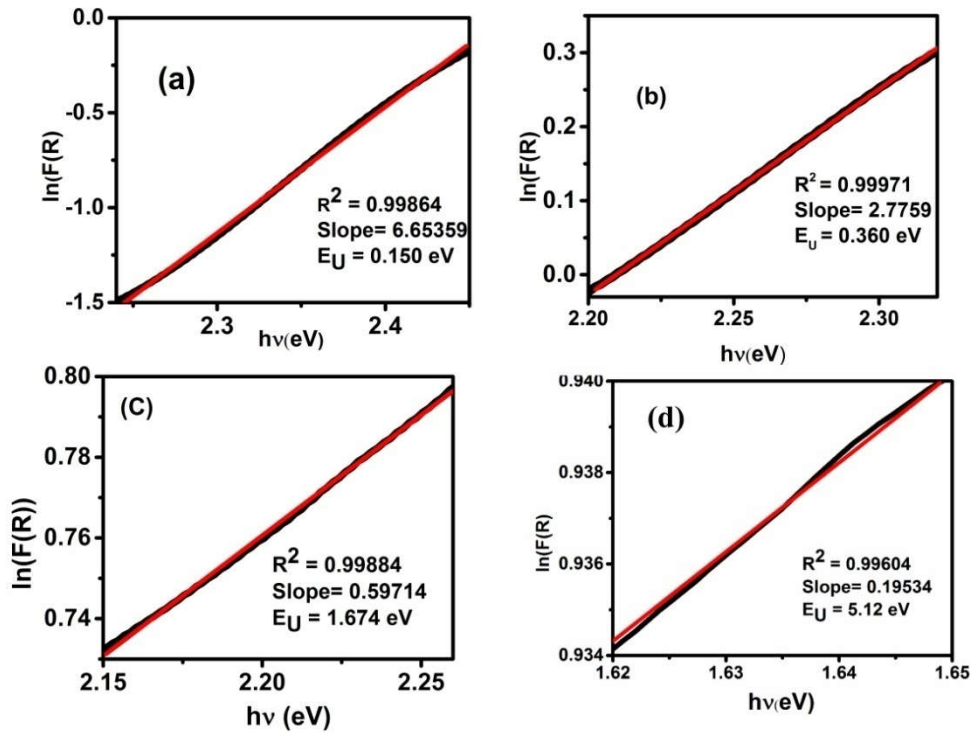 (a)
ln(F(R)
0.0
-0.5
-1.0
-1.5
R² = 0.99864
Slope= 6.65359
E_U = 0.150 eV
2.3 2.4
hν(eV)
(b)
ln(F(R)
0.3
0.2
0.1
0.0
R² = 0.99971
Slope= 2.7759
E_U = 0.360 eV
2.20 2.25 2.30
hν(eV)
(C)
ln(F(R))
0.80
0.78
0.76
0.74
R² = 0.99884
Slope= 0.59714
E_U = 1.674 eV
2.15 2.20 2.25
hν (eV)
(d)
ln(F(R)
0.940
0.938
0.936
0.934
R² = 0.99604
Slope= 0.19534
E_U = 5.12 eV
1.62 1.63 1.64 1.65
hν(eV)